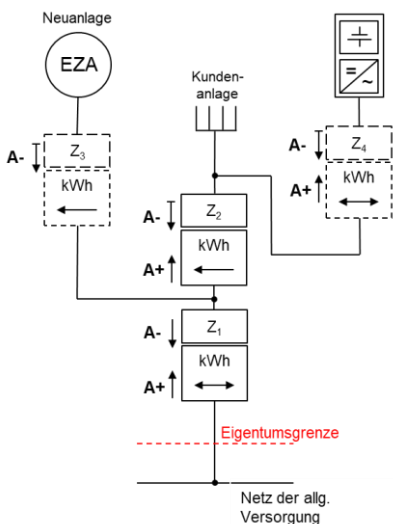 Neuanlage
EZA
Kunden-
anlage
=
~
A-
Z3
kWh
A-
Z4
A+
kWh
A-
Z2
A+
kWh
A-
Z1
A+
kWh
Eigentumsgrenze
Netz der allg.
Versorgung